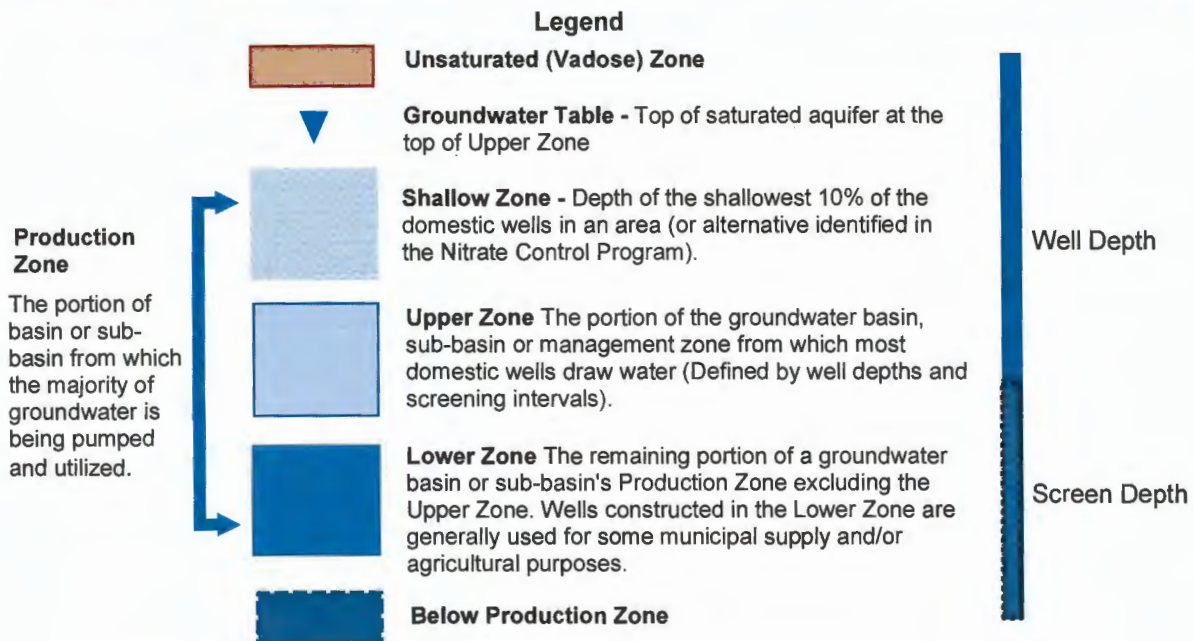 Legend
Unsaturated (Vadose) Zone
Groundwater Table - Top of saturated aquifer at the
top of Upper Zone
Shallow Zone - Depth of the shallowest 10% of the
domestic wells in an area (or alternative identified in
the Nitrate Control Program).
Production
Zone
The portion of
basin or sub-
basin from which
the majority of
groundwater is
being pumped
and utilized.
Upper Zone The portion of the groundwater basin,
sub-basin or management zone from which most
domestic wells draw water (Defined by well depths and
screening intervals).
Lower Zone The remaining portion of a groundwater
basin or sub-basin's Production Zone excluding the
Upper Zone. Wells constructed in the Lower Zone are
generally used for some municipal supply and/or
agricultural purposes.
Below Production Zone
Well Depth
Screen Depth